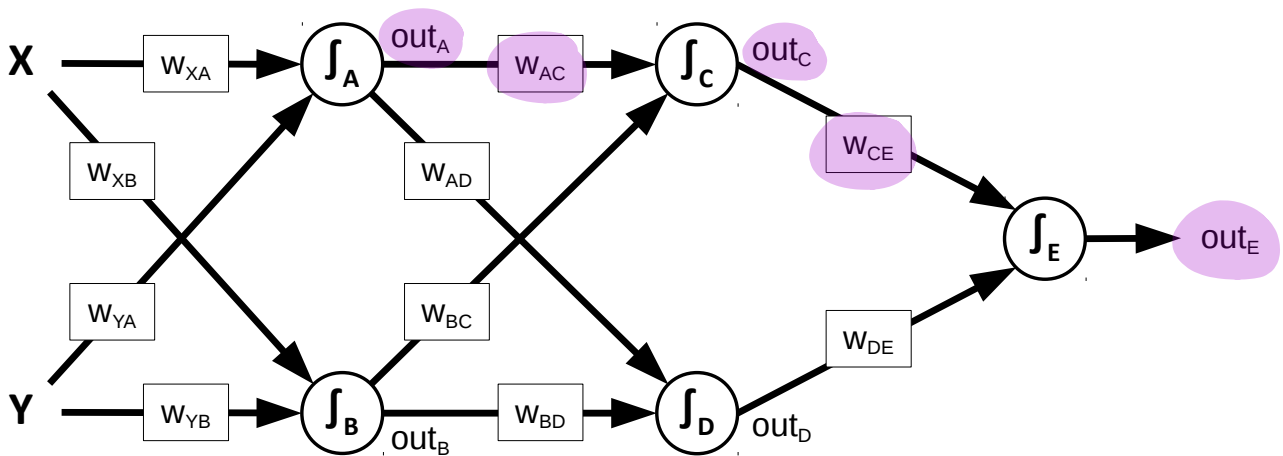 X
w_XA
∫_A
out_A
w_AC
∫_C
out_C
w_CE
w_XB
w_AD
∫_E
out_E
w_YA
w_BC
w_DE
Y
w_YB
∫_B
out_B
w_BD
∫_D
out_D